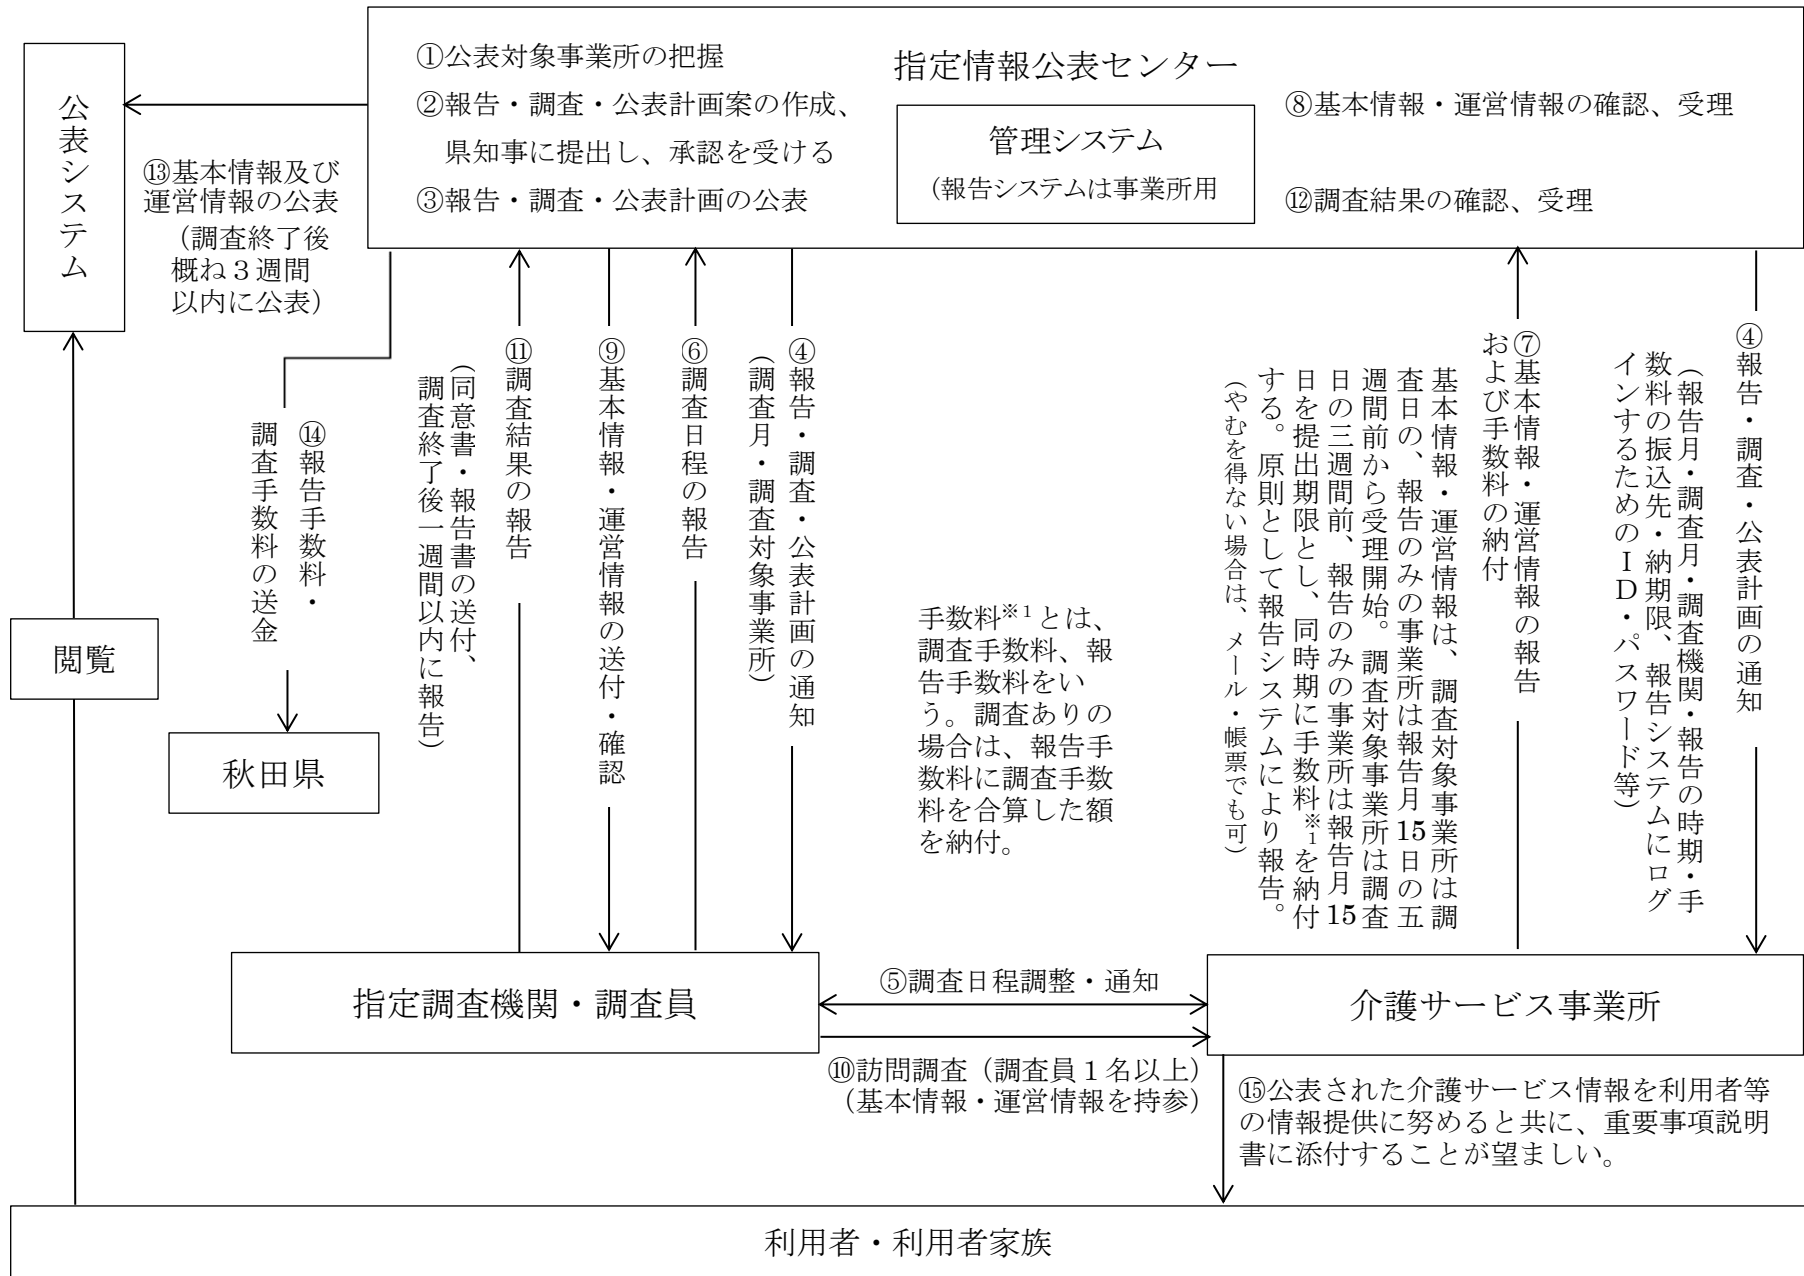 指定情報公表センター
①公表対象事業所の把握
②報告・調査・公表計画案の作成、
県知事に提出し、承認を受ける
③報告・調査・公表計画の公表
管理システム
(報告システムは事業所用
⑧基本情報・運営情報の確認、受理
⑫調査結果の確認、受理
公表システム
⑬基本情報及び
運営情報の公表
（調査終了後
概ね３週間
以内に公表）
④報告・調査・公表計画の通知
（報告月・調査月・調査機関・報告の時期・手
数料の振込先・納期限、報告システムにログ
インするためのＩＤ・パスワード等）
⑦基本情報・運営情報の報告
および手数料の納付
基本情報・運営情報は、調査対象事業所は調
査日の、報告のみの事業所は報告月15日の五
週間前から受理開始。調査対象事業所は調査
日の三週間前、報告のみの事業所は報告月15
日を提出期限とし、同時期に手数料※1を納付
する。原則として報告システムにより報告。
（やむを得ない場合は、メール・帳票でも可）
手数料※1とは、
調査手数料、報
告手数料をい
う。調査ありの
場合は、報告手
数料に調査手数
料を合算した額
を納付。
④報告・調査・公表計画の通知
（調査月・調査対象事業所）
⑥調査日程の報告
⑨基本情報・運営情報の送付・確認
⑪調査結果の報告
（同意書・報告書の送付、
調査終了後一週間以内に報告）
⑭報告手数料・
調査手数料の送金
閲覧
秋田県
指定調査機関・調査員
⑤調査日程調整・通知
介護サービス事業所
⑩訪問調査（調査員１名以上）
（基本情報・運営情報を持参）
⑮公表された介護サービス情報を利用者等
の情報提供に努めると共に、重要事項説明
書に添付することが望ましい。
利用者・利用者家族